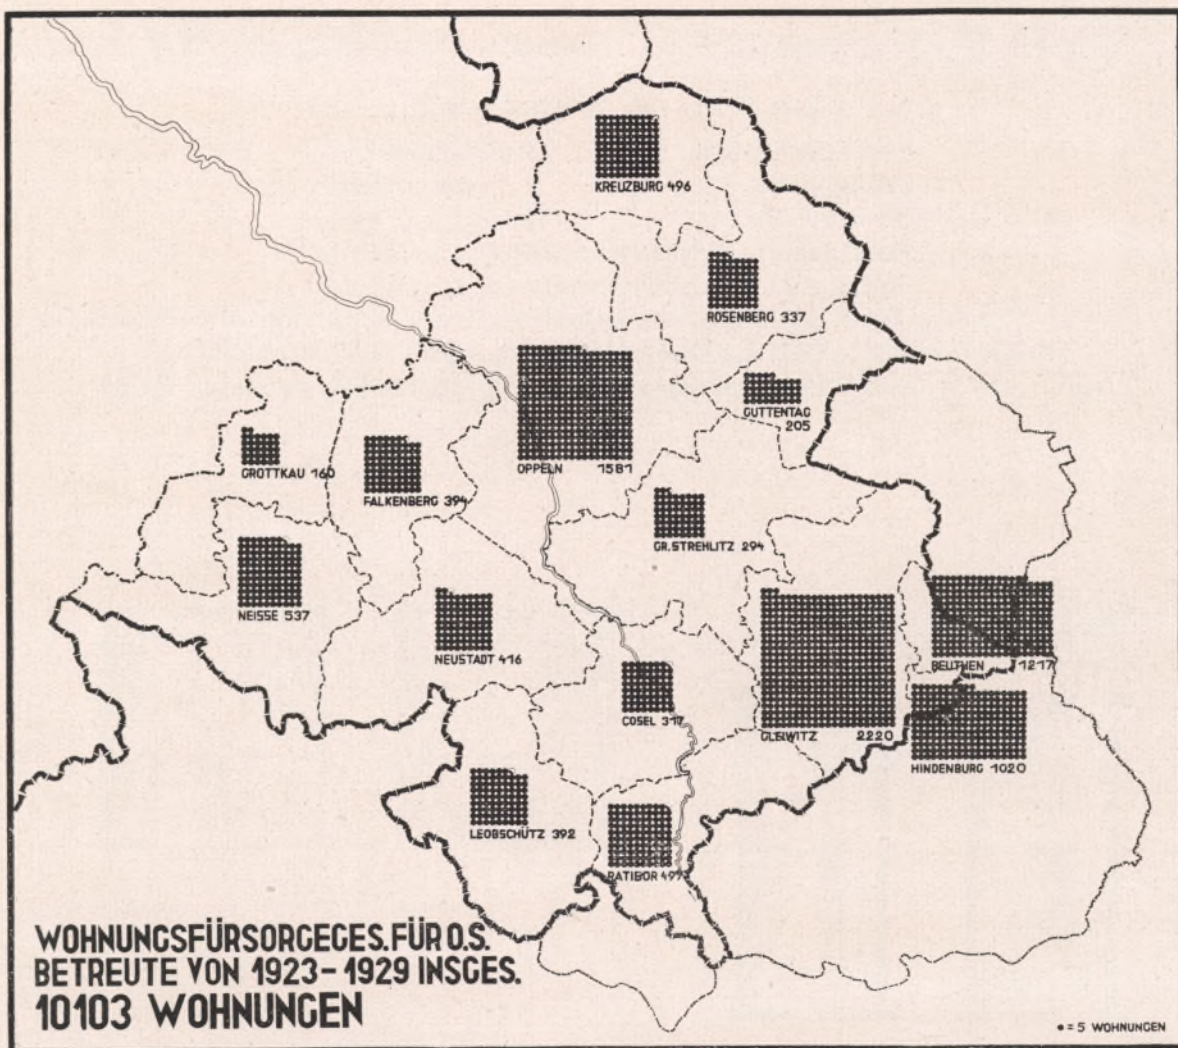 KREUZBURG 496
ROSENBERG 337
GUTTENTAG
205
OPPELN 1581
GROTTKAU 160
FALKENBERG 394
GR. STREHLITZ 294
NEISSE 537
NEUSTADT 416
BEUTHEN 1217
COSEL 317
GLEIWITZ 2220
HINDENBURG 1020
LEOBSCHÜTZ 392
RATIBOR 497
WOHNUNGSFÜRSORGEGES. FÜR O.S.
BETREUTE VON 1923-1929 INSGES.
10103 WOHNUNGEN
• = 5 WOHNUNGEN